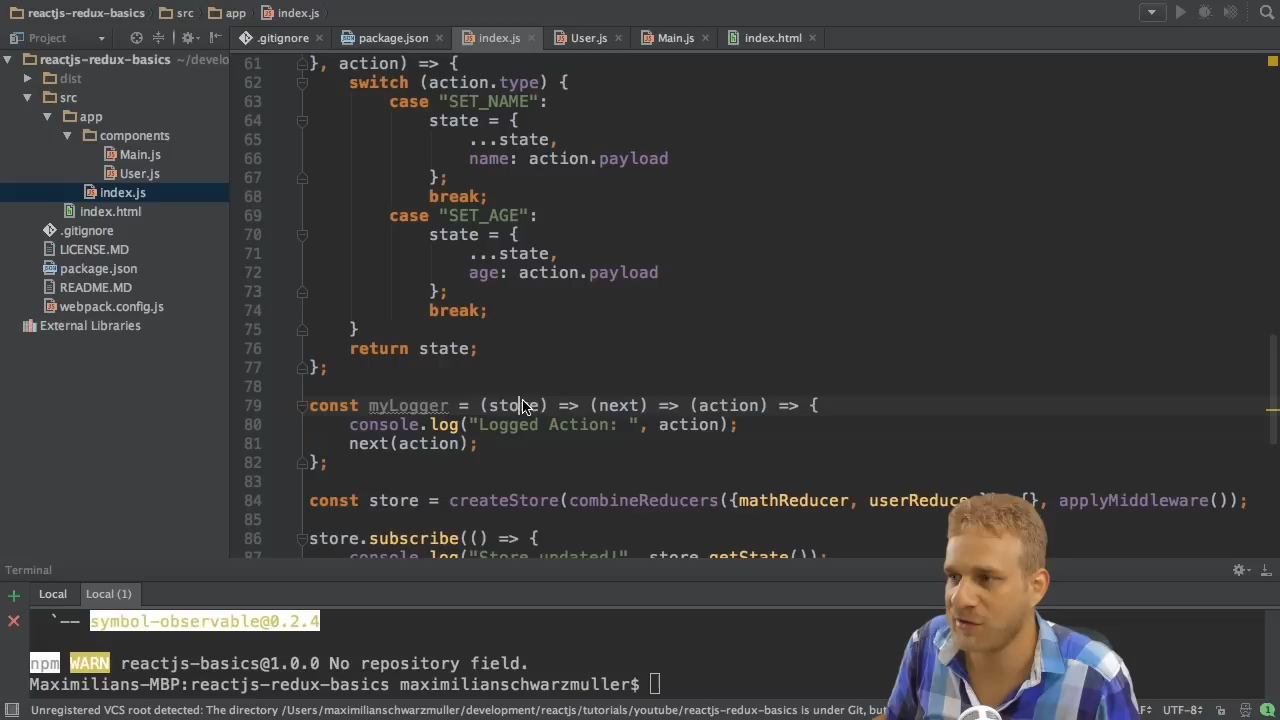 reactjs-redux-basics src app index.js
Project .gitignore package.json index.js User.js Main.js index.html
reactjs-redux-basics ~/develo
dist
src
app
components
Main.js
User.js
index.js
index.html
.gitignore
LICENSE.MD
package.json
README.MD
webpack.config.js
External Libraries
61 }, action) => {
62 switch (action.type) {
63 case "SET_NAME":
64 state = {
65 ...state,
66 name: action.payload
67 };
68 break;
69 case "SET_AGE":
70 state = {
71 ...state,
72 age: action.payload
73 };
74 break;
75 }
76 return state;
77 };
78
79 const myLogger = (store) => (next) => (action) => {
80 console.log("Logged Action: ", action);
81 next(action);
82 };
83
84 const store = createStore(combineReducers({mathReducer, {}, applyMiddleware());
85
86 store.subscribe(() => {
87 console.log("Store updated!", store.getState());
Terminal
Local Local (1)
`-- symbol-observable@0.2.4
npm WARN reactjs-basics@1.0.0 No repository field.
Maximilians-MBP:reactjs-redux-basics maximilianschwarzmuller$
Unregistered VCS root detected: The directory /Users/maximilianschwarzmuller/development/reactjs/tutorials/youtube/reactjs-redux-basics is under Git, but UTF-8